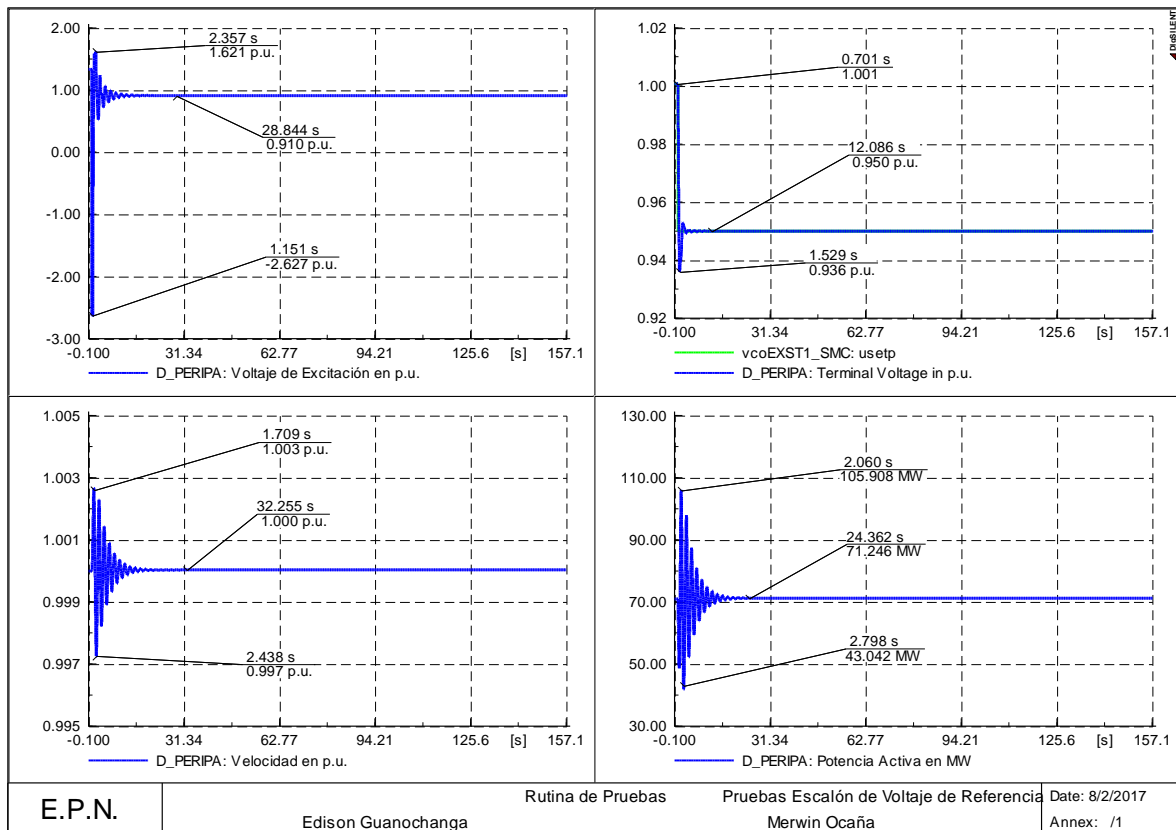 DIgSILENT
2.00
1.00
0.00
-1.00
-2.00
-3.00
2.357 s
1.621 p.u.
28.844 s
0.910 p.u.
1.151 s
-2.627 p.u.
-0.100 31.34 62.77 94.21 125.6 [s] 157.1
D_PERIPA: Voltaje de Excitación en p.u.
1.02
1.00
0.98
0.96
0.94
0.92
0.701 s
1.001
12.086 s
0.950 p.u.
1.529 s
0.936 p.u.
-0.100 31.34 62.77 94.21 125.6 [s] 157.1
vcoEXST1_SMC: usetp
D_PERIPA: Terminal Voltage in p.u.
1.005
1.003
1.001
0.999
0.997
0.995
1.709 s
1.003 p.u.
32.255 s
1.000 p.u.
2.438 s
0.997 p.u.
-0.100 31.34 62.77 94.21 125.6 [s] 157.1
D_PERIPA: Velocidad en p.u.
130.00
110.00
90.00
70.00
50.00
30.00
2.060 s
105.908 MW
24.362 s
71.246 MW
2.798 s
43.042 MW
-0.100 31.34 62.77 94.21 125.6 [s] 157.1
D_PERIPA: Potencia Activa en MW
E.P.N.
Rutina de Pruebas Pruebas Escalón de Voltaje de Referencia
Edison Guanochanga Merwin Ocaña
Date: 8/2/2017
Annex: /1